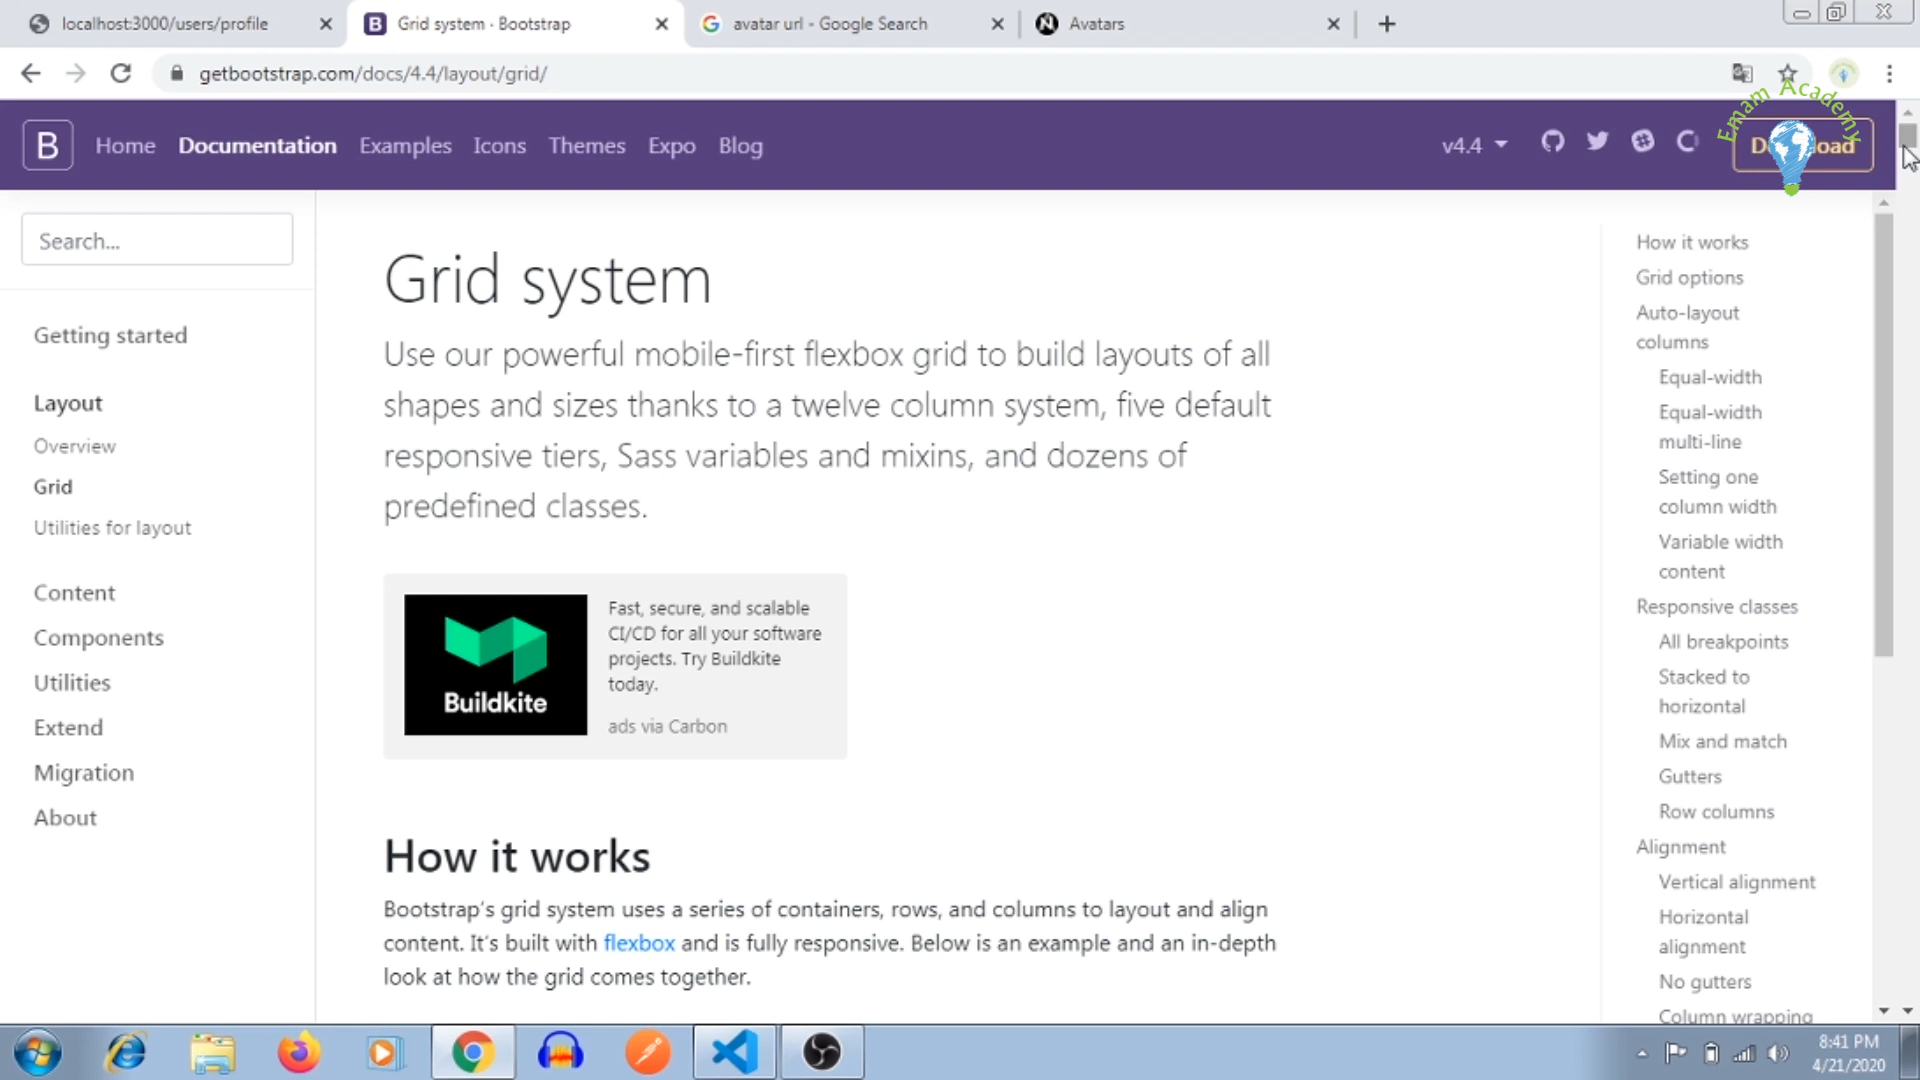 localhost:3000/users/profile
Grid system · Bootstrap
avatar url - Google Search
Avatars
getbootstrap.com/docs/4.4/layout/grid/
Emam Academy
B
Home
Documentation
Examples
Icons
Themes
Expo
Blog
v4.4
Search...
Getting started
Layout
Overview
Grid
Utilities for layout
Content
Components
Utilities
Extend
Migration
About
Grid system
Use our powerful mobile-first flexbox grid to build layouts of all
shapes and sizes thanks to a twelve column system, five default
responsive tiers, Sass variables and mixins, and dozens of
predefined classes.
Buildkite
Fast, secure, and scalable
CI/CD for all your software
projects. Try Buildkite
today.
ads via Carbon
How it works
Bootstrap's grid system uses a series of containers, rows, and columns to layout and align
content. It's built with flexbox and is fully responsive. Below is an example and an in-depth
look at how the grid comes together.
How it works
Grid options
Auto-layout
columns
Equal-width
Equal-width
multi-line
Setting one
column width
Variable width
content
Responsive classes
All breakpoints
Stacked to
horizontal
Mix and match
Gutters
Row columns
Alignment
Vertical alignment
Horizontal
alignment
No gutters
Column wrapping
8:41 PM
4/21/2020